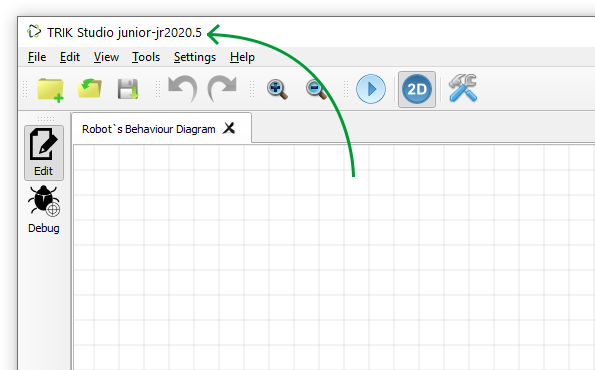 TRIK Studio junior-jr2020.5
File Edit View Tools Settings Help
2D
Robot`s Behaviour Diagram
Edit
Debug